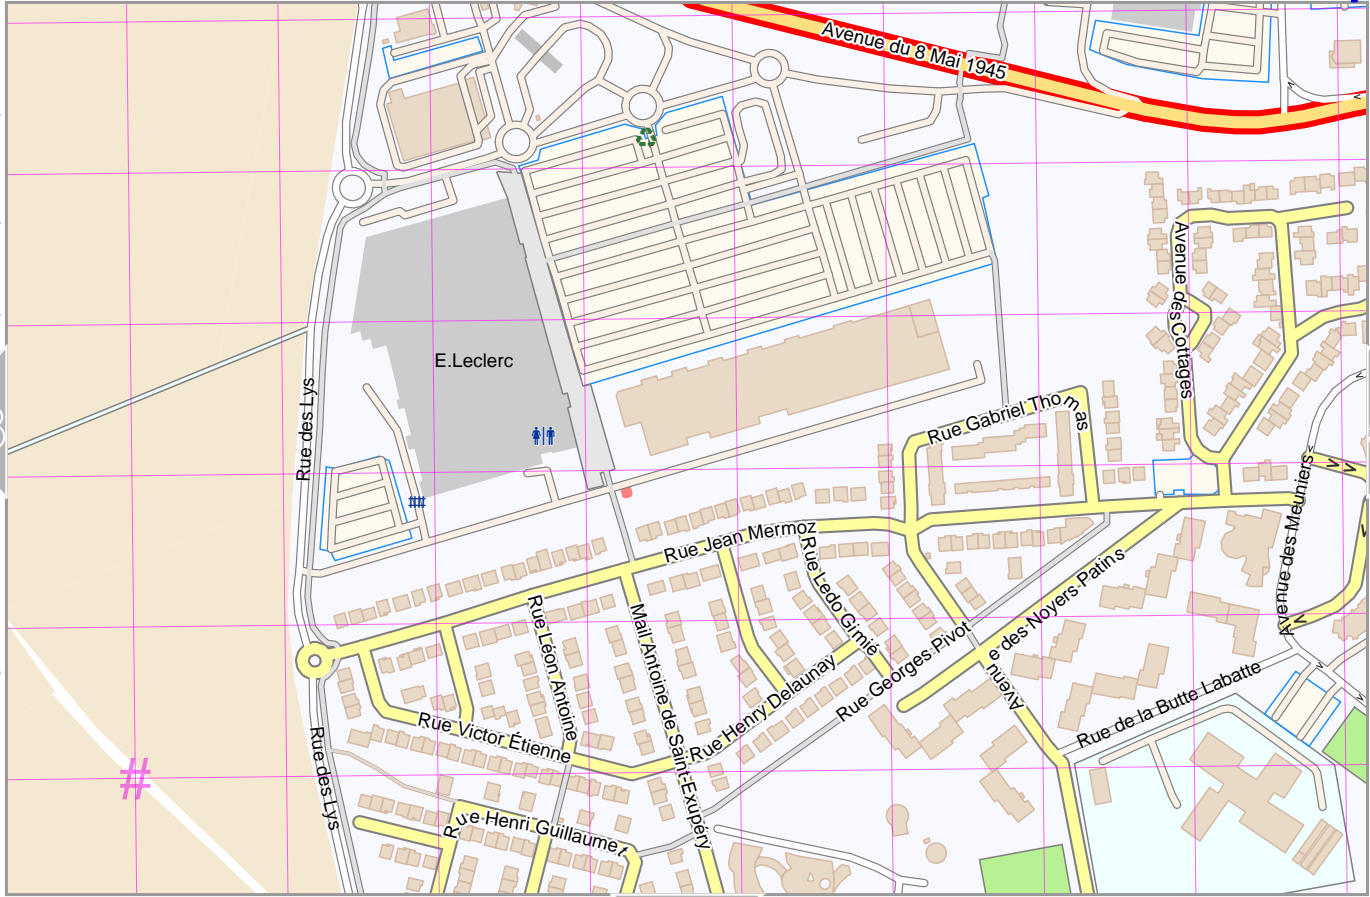 Avenue du 8 Mai 1945
Avenue des Cottages
E.Leclerc
Rue des Lys
Rue Gabriel Thomas
Avenue des Meuniers
Rue Jean Mermoz
Rue Ledo Girmié
e des Noyers Patins
Rue Léon Antoine
Mail Antoine de Saint-Exupéry
Rue Georges Pivot
Rue Henry Delaunay
Avenu
Rue de la Butte Labatte
Rue Victor Étienne
Rue des Lys
Rue Henri Guillaumet
#